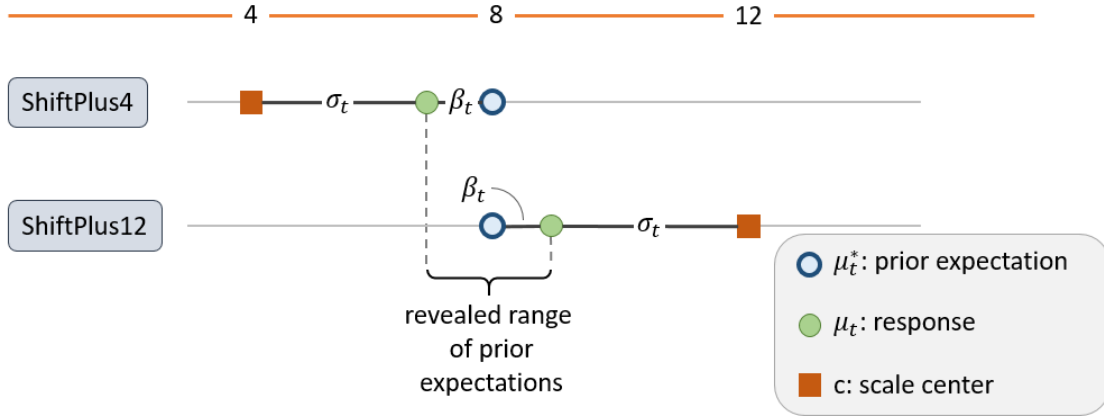 4 8 12
ShiftPlus4
σt βt
βt
ShiftPlus12
σt
revealed range
of prior
expectations
μt*: prior expectation
μt: response
c: scale center